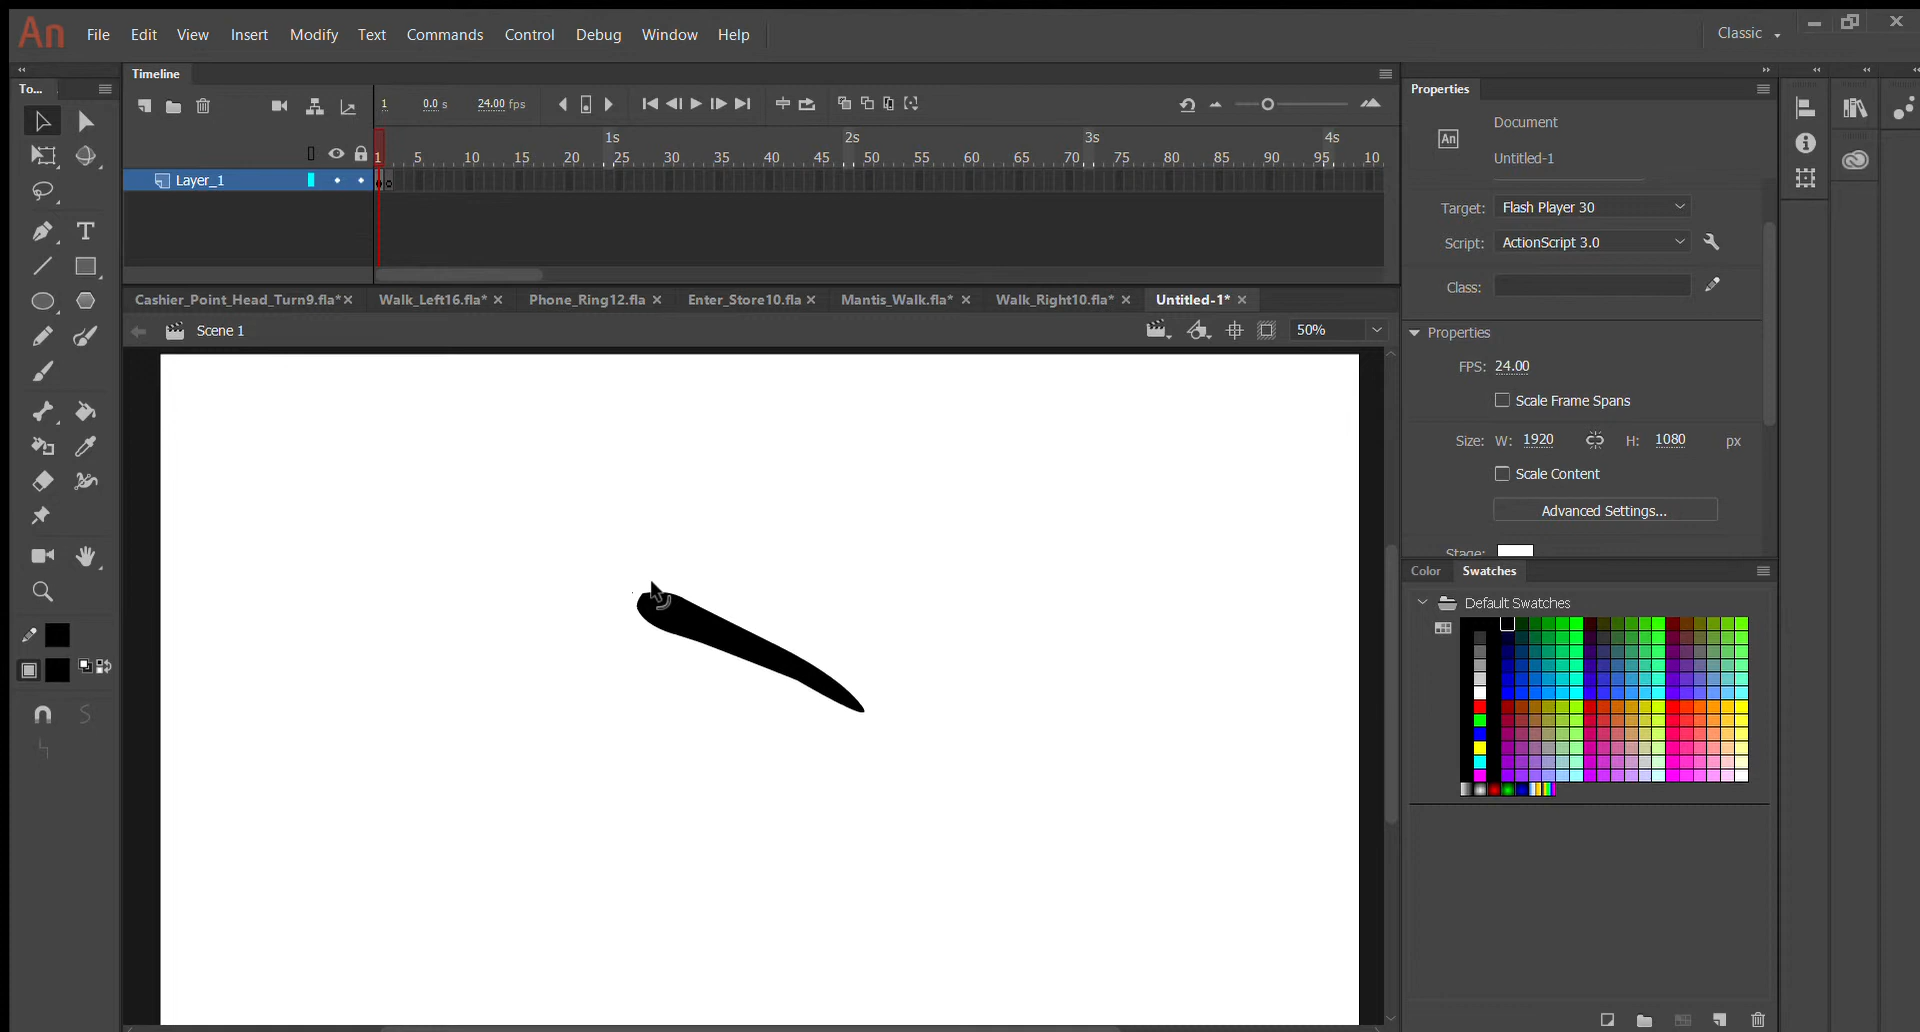 An File Edit View Insert Modify Text Commands Control Debug Window Help Classic
To... Timeline Properties
1 0.0 s 24.00 fps
Document
An
Untitled-1
1s 2s 3s 4s
1 5 10 15 20 25 30 35 40 45 50 55 60 65 70 75 80 85 90 95 10
Layer_1
Target: Flash Player 30
Script: ActionScript 3.0
Class:
Cashier_Point_Head_Turn9.fla* Walk_Left16.fla* Phone_Ring12.fla Enter_Store10.fla Mantis_Walk.fla* Walk_Right10.fla* Untitled-1*
Scene 1 50%
Properties
FPS: 24.00
Scale Frame Spans
Size: W: 1920 H: 1080 px
Scale Content
Advanced Settings...
Stage:
Color Swatches
Default Swatches